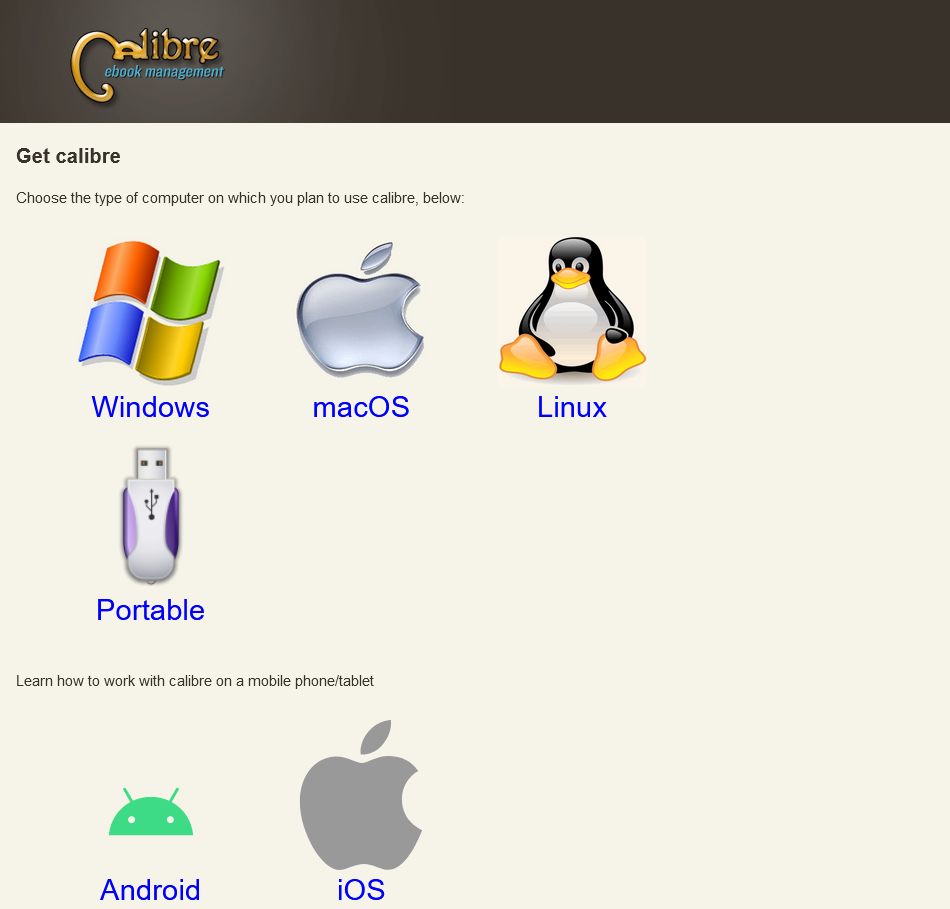 Calibre
ebook management
Get calibre
Choose the type of computer on which you plan to use calibre, below:
Windows
macOS
Linux
Portable
Learn how to work with calibre on a mobile phone/tablet
Android
iOS